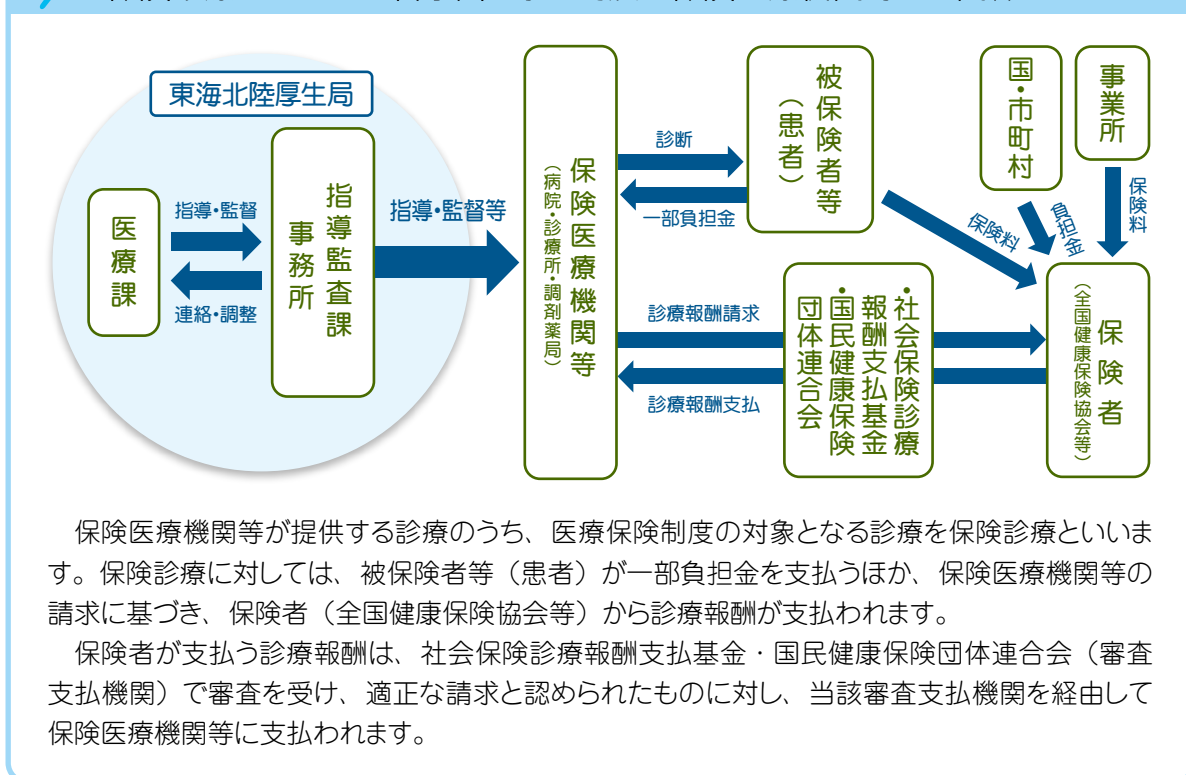 東海北陸厚生局
医療課
指導・監督
連絡・調整
指導監査課
事務所
指導・監督等
保険医療機関等
（病院・診療所・調剤薬局）
診断
一部負担金
被保険者等
（患者）
国・市町村
事業所
保険料
負担金
保険料
診療報酬請求
診療報酬支払
・社会保険診療
報酬支払基金
・国民健康保険
団体連合会
保険者
（全国健康保険協会等）
保険医療機関等が提供する診療のうち、医療保険制度の対象となる診療を保険診療といいま
す。保険診療に対しては、被保険者等（患者）が一部負担金を支払うほか、保険医療機関等の
請求に基づき、保険者（全国健康保険協会等）から診療報酬が支払われます。
保険者が支払う診療報酬は、社会保険診療報酬支払基金・国民健康保険団体連合会（審査
支払機関）で審査を受け、適正な請求と認められたものに対し、当該審査支払機関を経由して
保険医療機関等に支払われます。